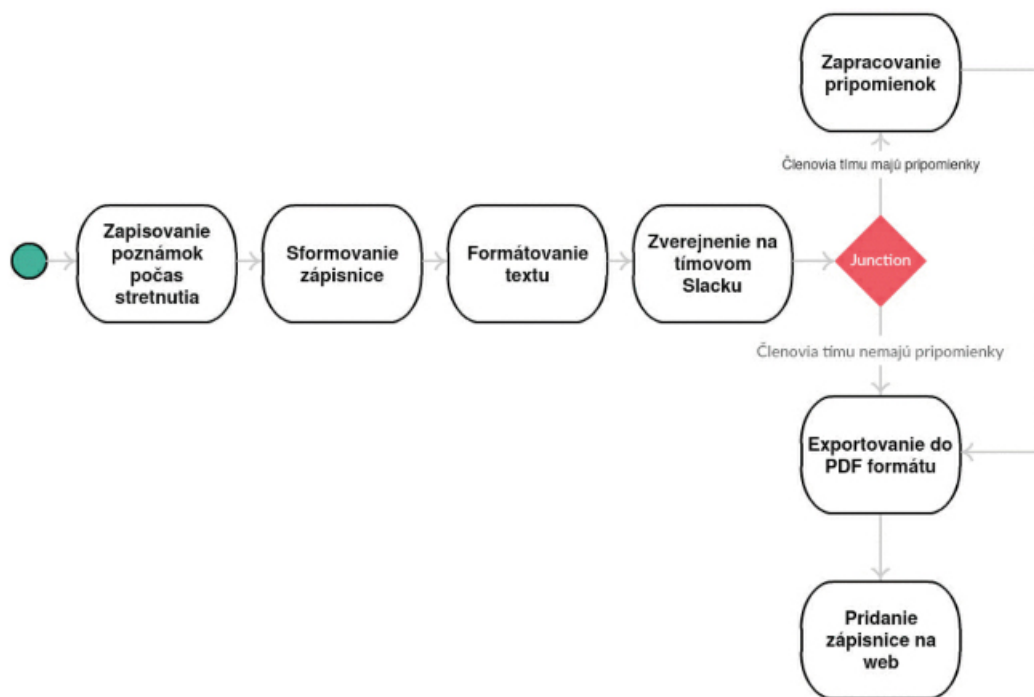 Zapracovanie
pripomienok
Členovia tímu majú pripomienky
Zapisovanie
poznámok
počas
stretnutia
Sformovanie
zápisnice
Formátovanie
textu
Zverejnenie na
tímovom
Slacku
Junction
Členovia tímu nemajú pripomienky
Exportovanie do
PDF formátu
Pridanie
zápisnice na
web